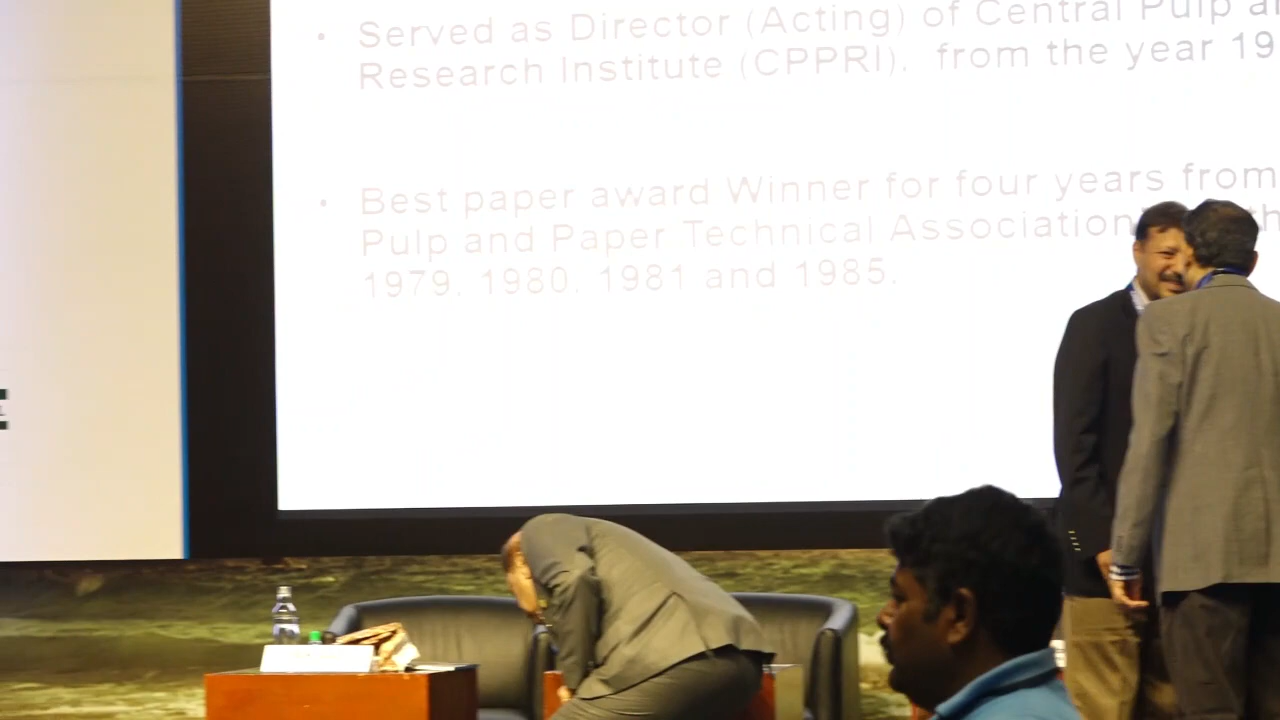 • Served as Director (Acting) of Central Pulp
Research Institute (CPPRI). from the year 19
• Best paper award Winner for four years from
Pulp and Paper Technical Association
1979. 1980. 1981 and 1985.